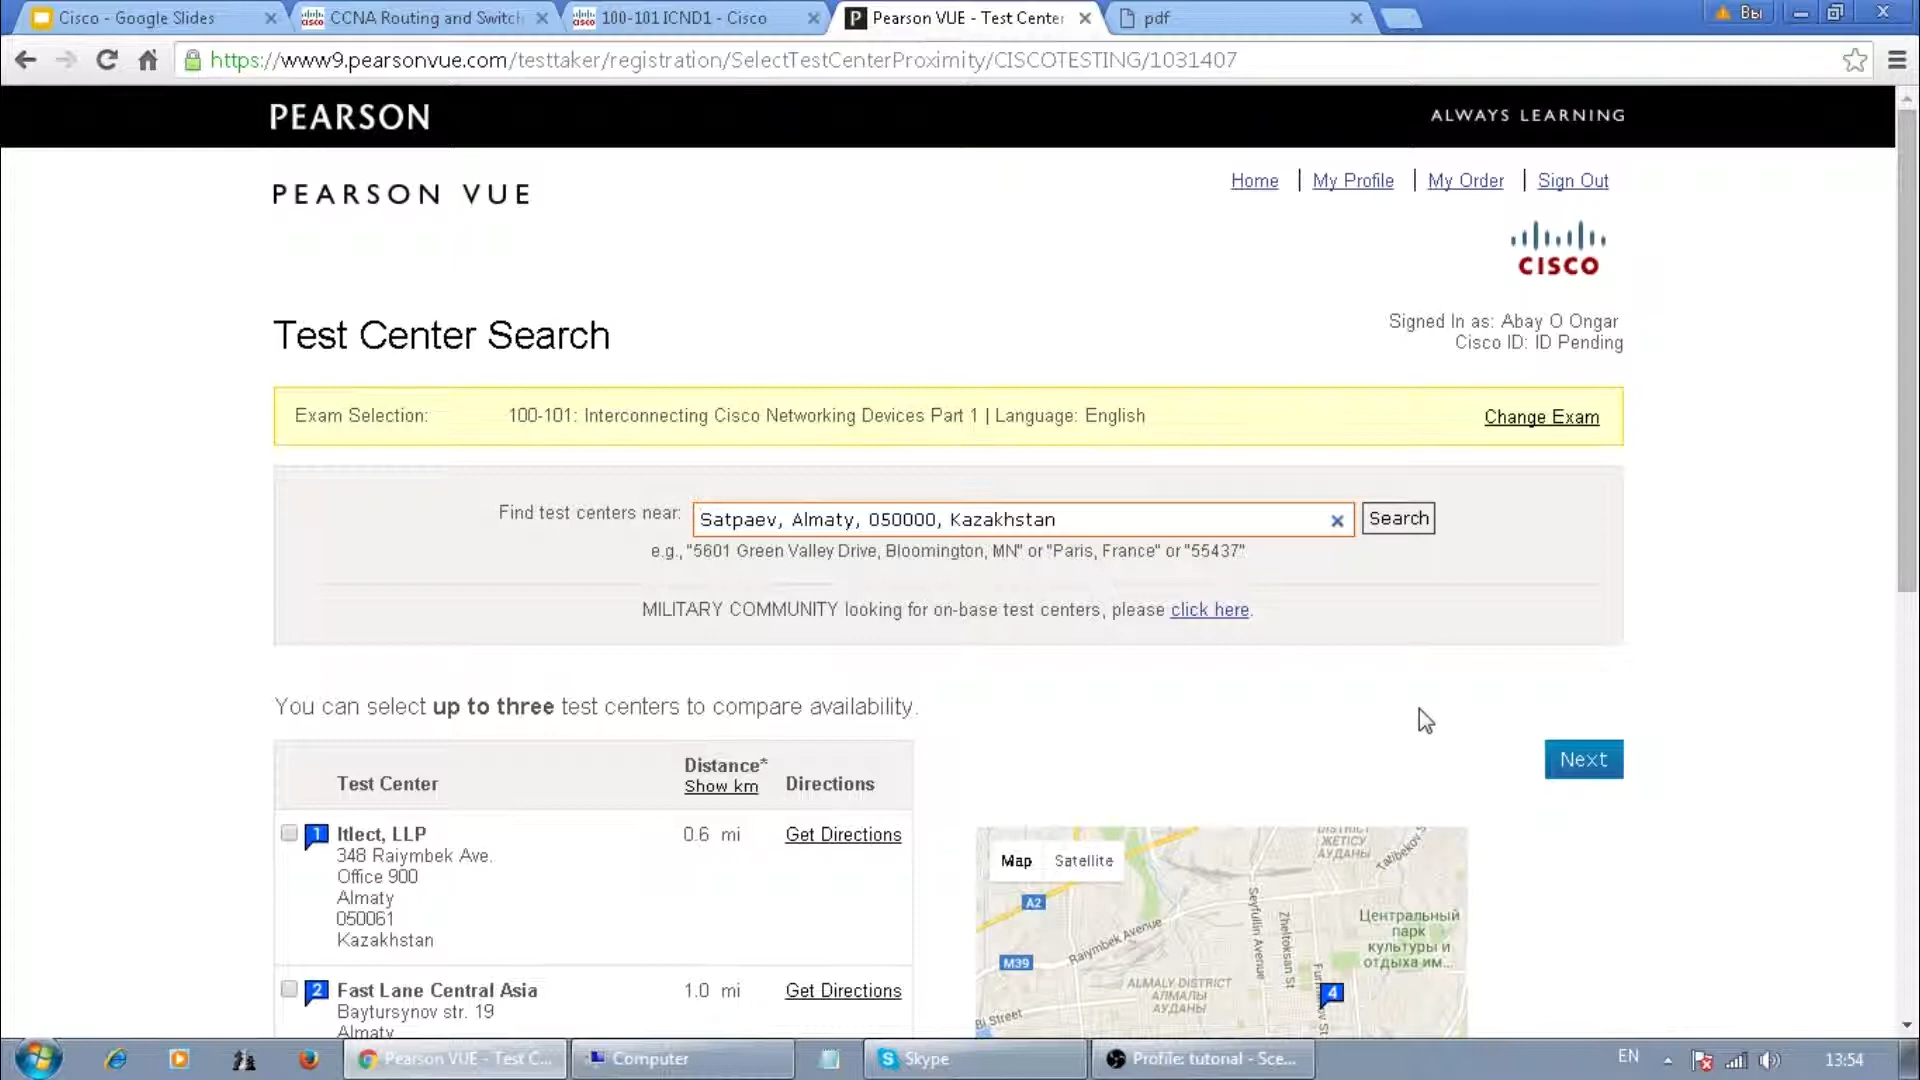 Cisco - Google Slides
CCNA Routing and Switch
100-101 ICND1 - Cisco
Pearson VUE - Test Center
pdf
Вы
https://www9.pearsonvue.com/testtaker/registration/SelectTestCenterProximity/CISCOTESTING/1031407
PEARSON
ALWAYS LEARNING
PEARSON VUE
Home
My Profile
My Order
Sign Out
CISCO
Test Center Search
Signed In as: Abay O Ongar
Cisco ID: ID Pending
Exam Selection: 100-101: Interconnecting Cisco Networking Devices Part 1 | Language: English
Change Exam
Find test centers near: Satpaev, Almaty, 050000, Kazakhstan
Search
e.g., "5601 Green Valley Drive, Bloomington, MN" or "Paris, France" or "55437"
MILITARY COMMUNITY looking for on-base test centers, please click here.
You can select up to three test centers to compare availability.
Next
Test Center
Distance*
Show km
Directions
1
Itlect, LLP
0.6 mi
Get Directions
348 Raiymbek Ave.
Office 900
Almaty
050061
Kazakhstan
2
Fast Lane Central Asia
1.0 mi
Get Directions
Baytursynov str. 19
Almaty
Map
Satellite
DISTRICT
ЖЕТІСУ
АУДАНЫ
A2
M39
Raiymbek Avenue
Seyfullin Avenue
Zheltoksan St
ALMALY DISTRICT
АЛМАЛЫ
АУДАНЫ
Центральный
парк
культуры и
отдыха им...
4
Pearson VUE - Test C...
Computer
Skype
Profile: tutorial - Sce...
EN
13:54